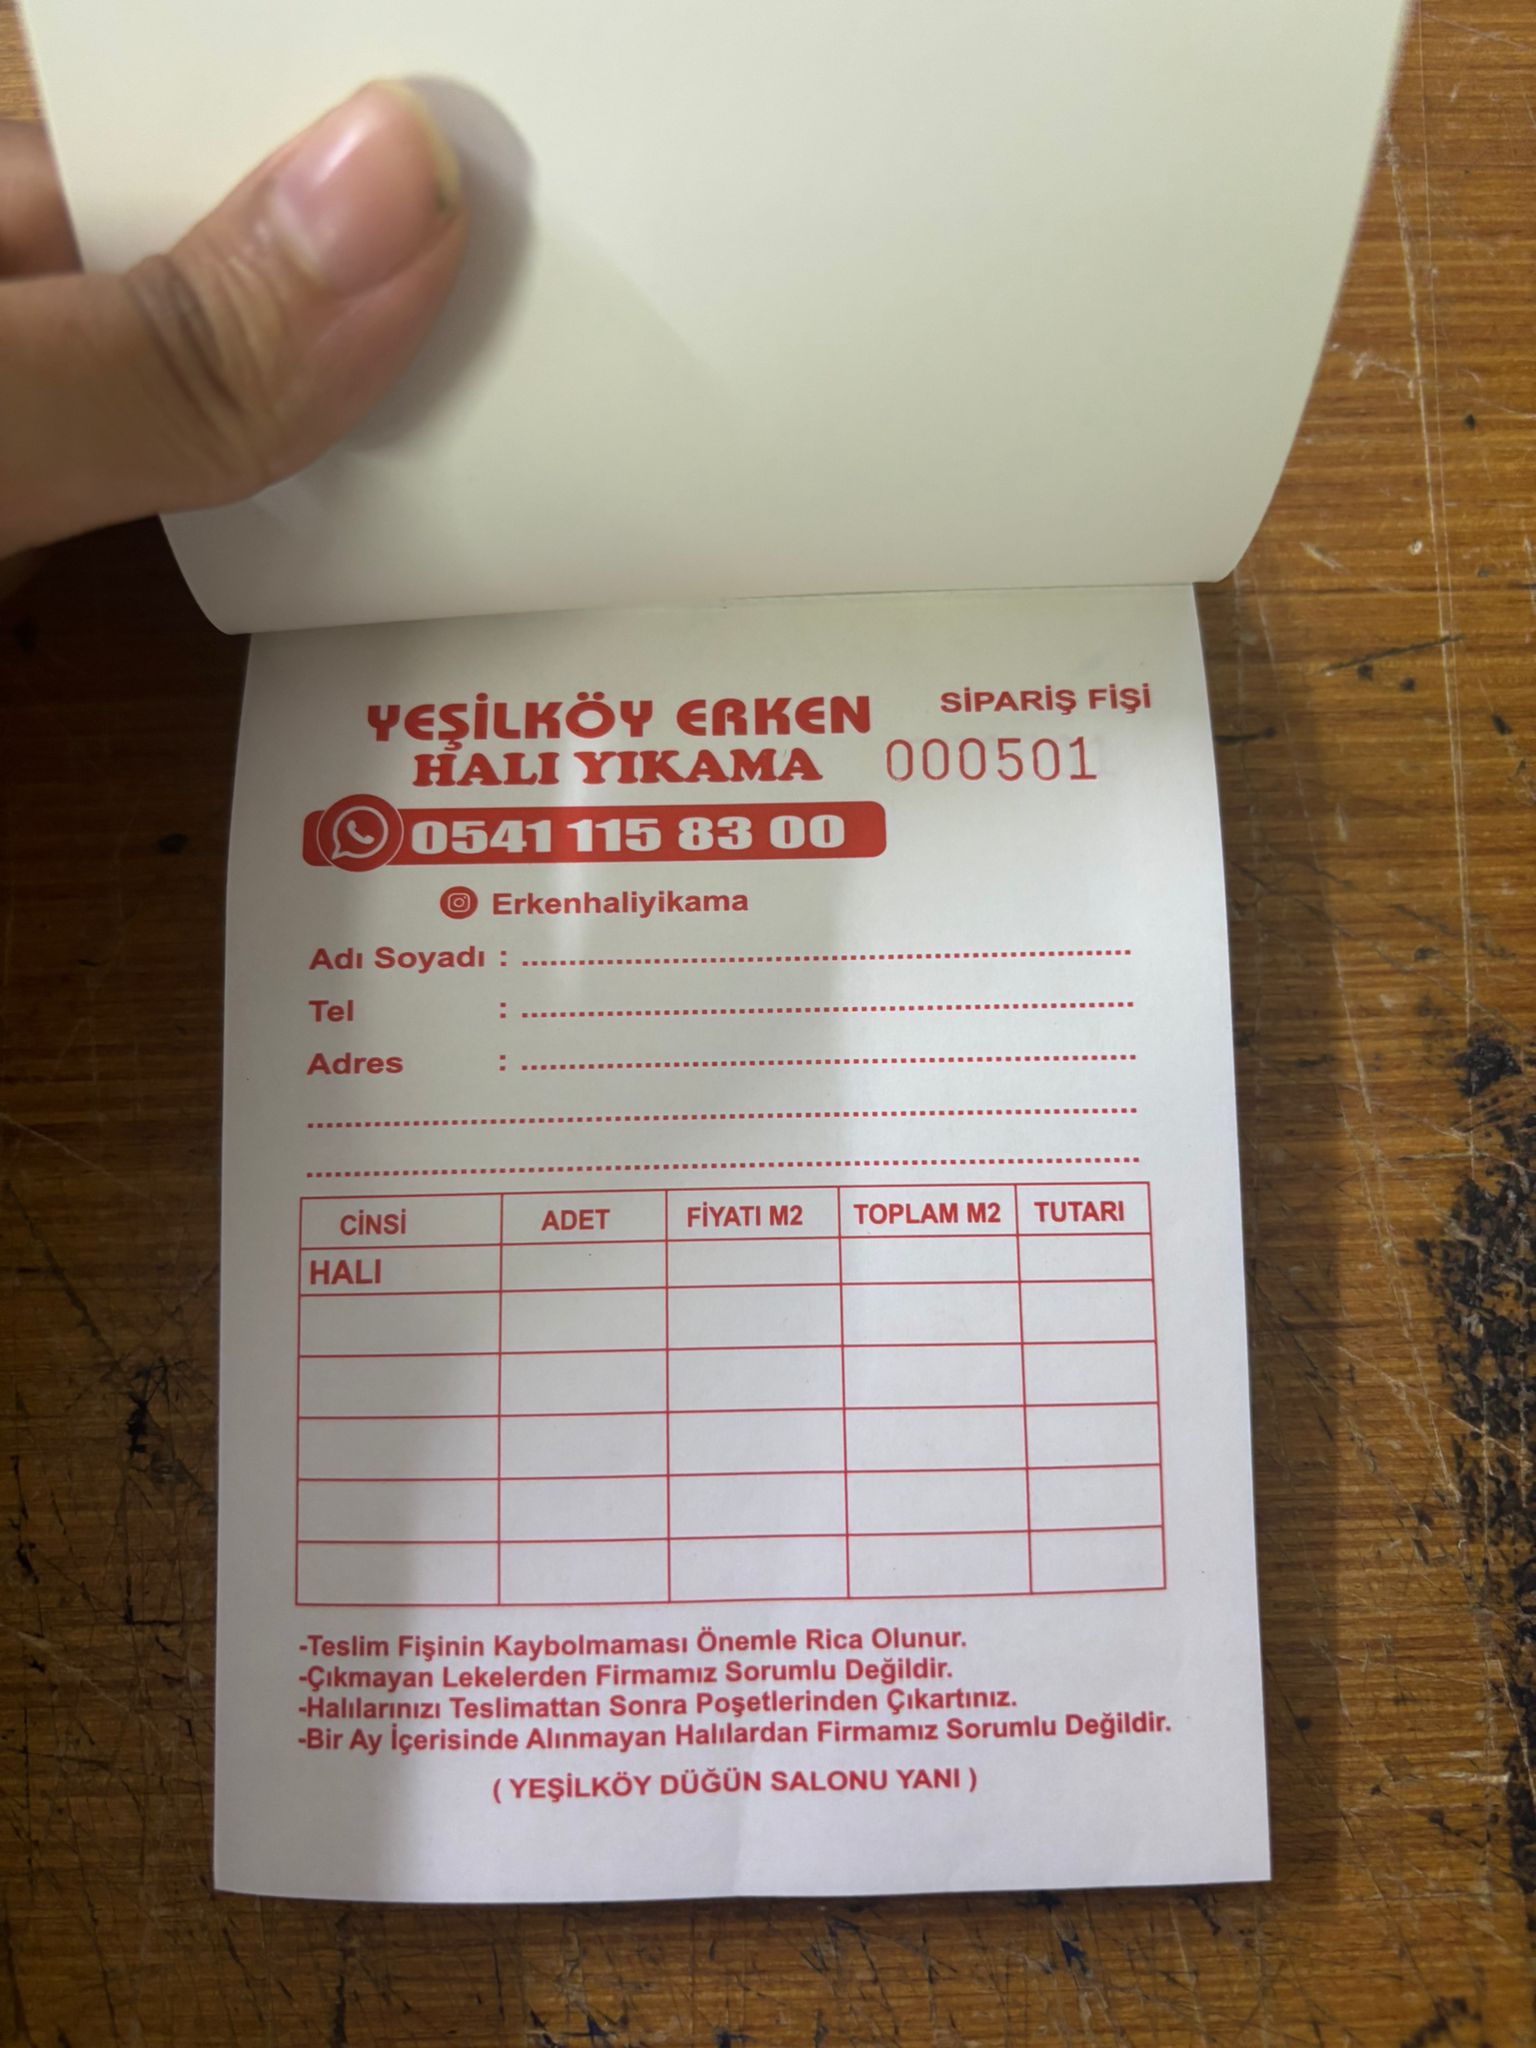 YEŞİLKÖY ERKEN
HALI YIKAMA
SİPARİŞ FİŞİ
000501
0541 115 83 00
Erkenhaliyikama
Adı Soyadı : ................................................................
Tel : ................................................................
Adres : ................................................................
................................................................
................................................................
CİNSİ ADET FİYATI M2 TOPLAM M2 TUTARI
HALI
-Teslim Fişinin Kaybolmaması Önemle Rica Olunur.
-Çıkmayan Lekelerden Firmamız Sorumlu Değildir.
-Halılarınızı Teslimattan Sonra Poşetlerinden Çıkartınız.
-Bir Ay İçerisinde Alınmayan Halılardan Firmamız Sorumlu Değildir.
( YEŞİLKÖY DÜĞÜN SALONU YANI )